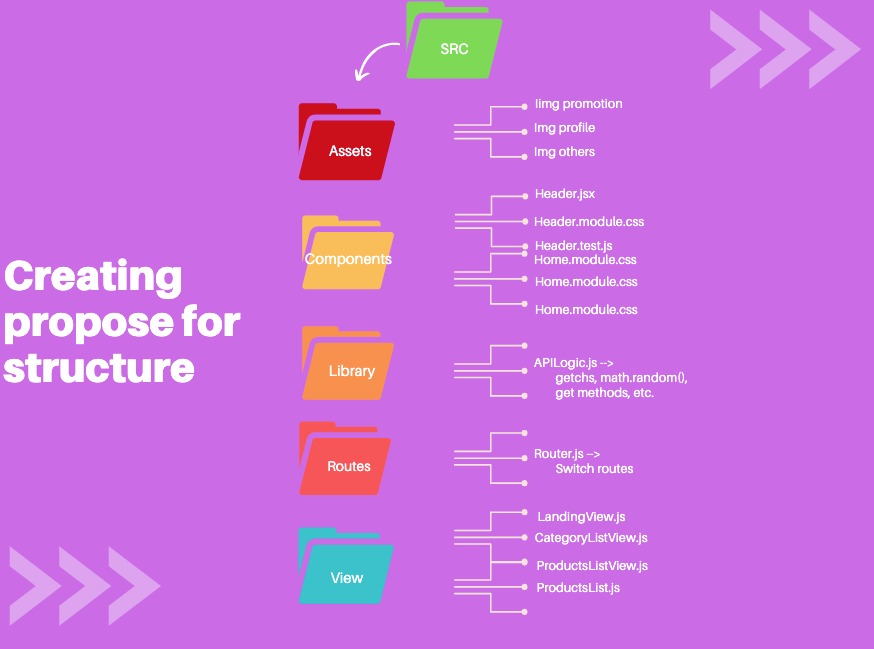 SRC
Assets
Iimg promotion
Img profile
Img others
Components
Header.jsx
Header.module.css
Header.test.js
Home.module.css
Home.module.css
Home.module.css
Creating
propose for
structure
Library
APILogic.js -->
getchs, math.random(),
get methods, etc.
Routes
Router.js -->
Switch routes
View
LandingView.js
CategoryListView.js
ProductsListView.js
ProductsList.js